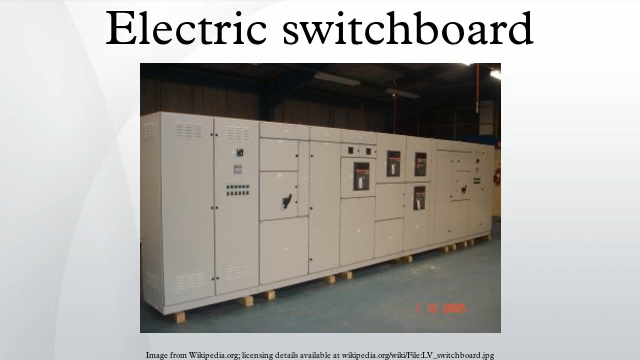 Electric switchboard
Image from Wikipedia.org; licensing details available at wikipedia.org/wiki/File:LV_switchboard.jpg